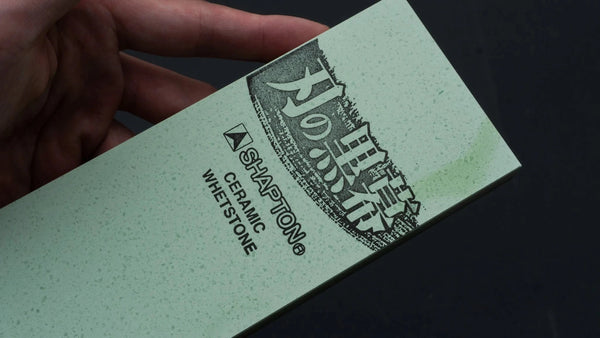 刃の黒幕
SHAPTON
CERAMIC
WHETSTONE